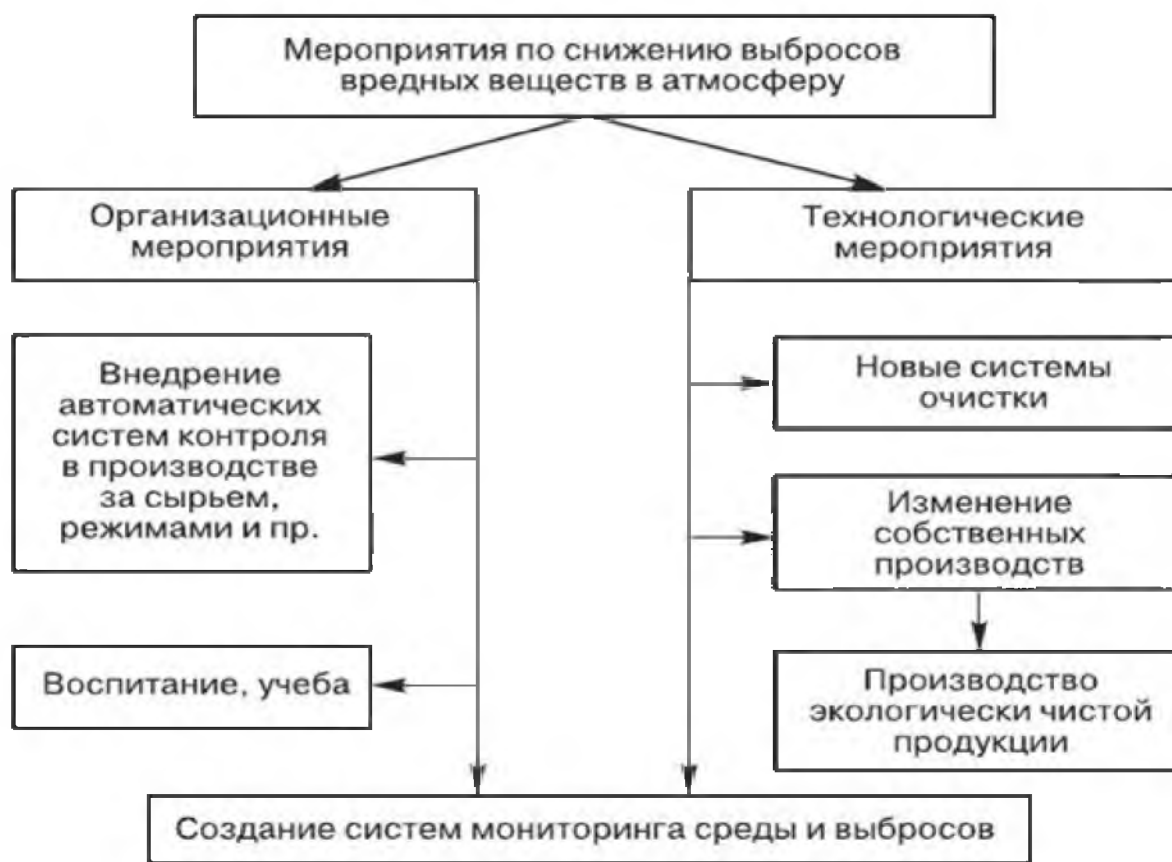 Мероприятия по снижению выбросов
вредных веществ в атмосферу
Организационные
мероприятия
Технологические
мероприятия
Внедрение
автоматических
систем контроля
в производстве
за сырьем,
режимами и пр.
Новые системы
очистки
Изменение
собственных
производств
Воспитание, учеба
Производство
экологически чистой
продукции
Создание систем мониторинга среды и выбросов